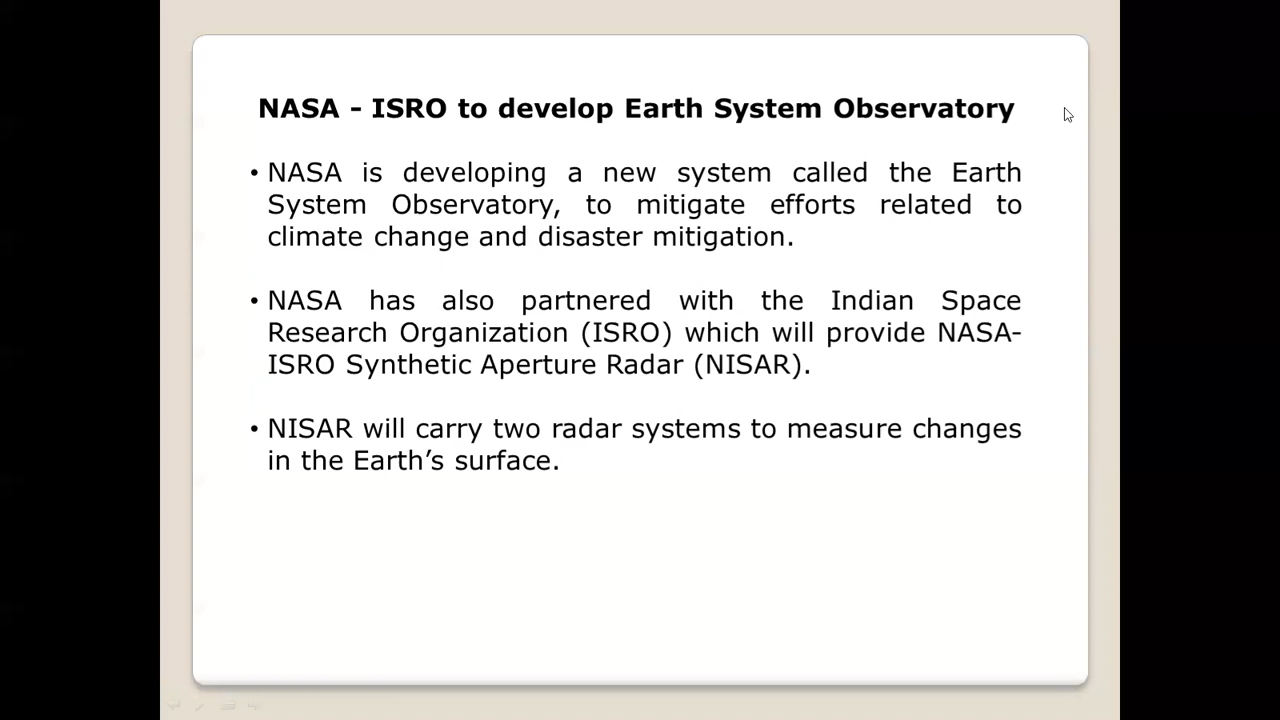 NASA - ISRO to develop Earth System Observatory
• NASA is developing a new system called the Earth
System Observatory, to mitigate efforts related to
climate change and disaster mitigation.
• NASA has also partnered with the Indian Space
Research Organization (ISRO) which will provide NASA-
ISRO Synthetic Aperture Radar (NISAR).
• NISAR will carry two radar systems to measure changes
in the Earth’s surface.